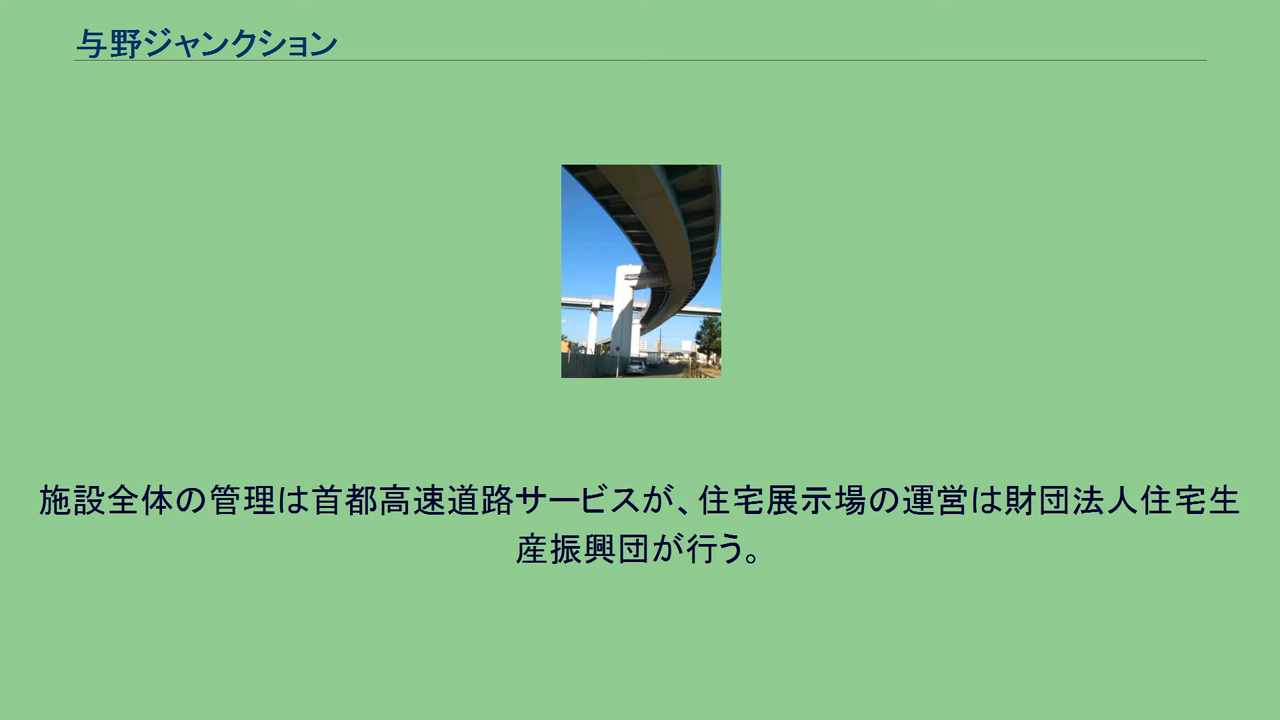 与野ジャンクション
施設全体の管理は首都高速道路サービスが、住宅展示場の運営は財団法人住宅生
産振興団が行う。